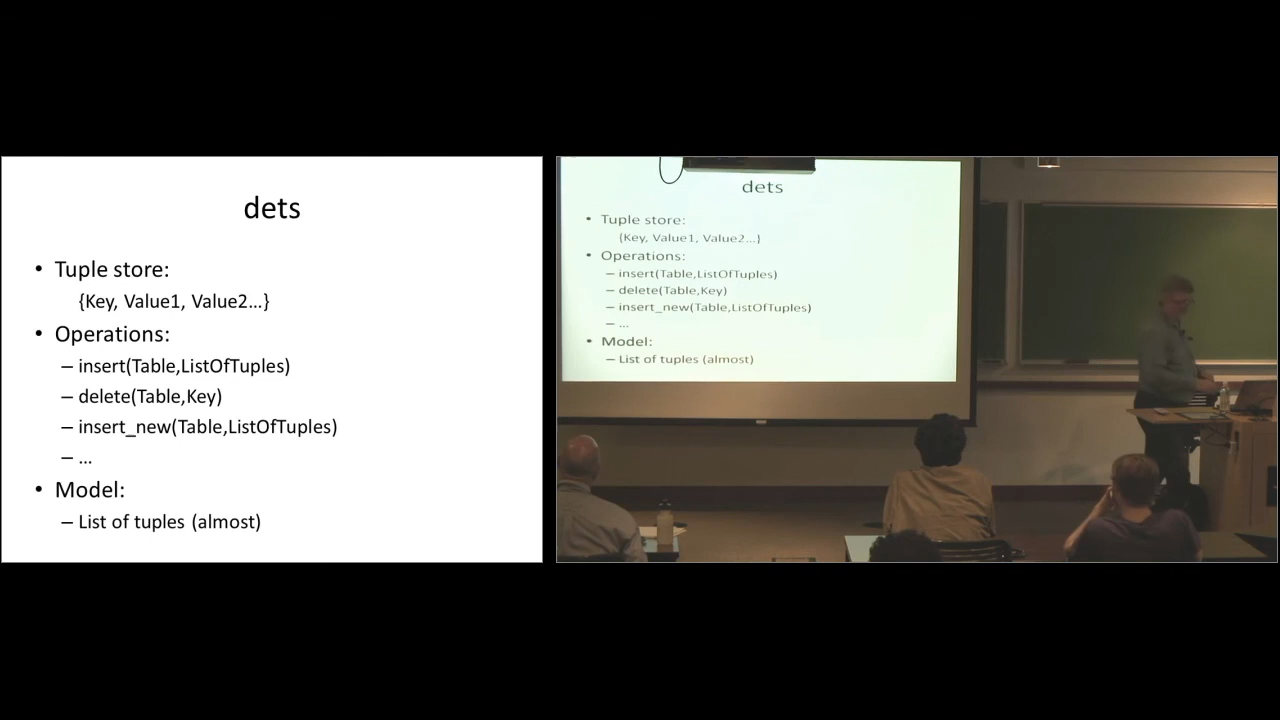 dets
• Tuple store:
{Key, Value1, Value2…}
• Operations:
– insert(Table,ListOfTuples)
– delete(Table,Key)
– insert_new(Table,ListOfTuples)
– …
• Model:
– List of tuples (almost)
dets
• Tuple store:
{Key, Value1, Value2…}
• Operations:
– insert(Table,ListOfTuples)
– delete(Table,Key)
– insert_new(Table,ListOfTuples)
– …
• Model:
– List of tuples (almost)